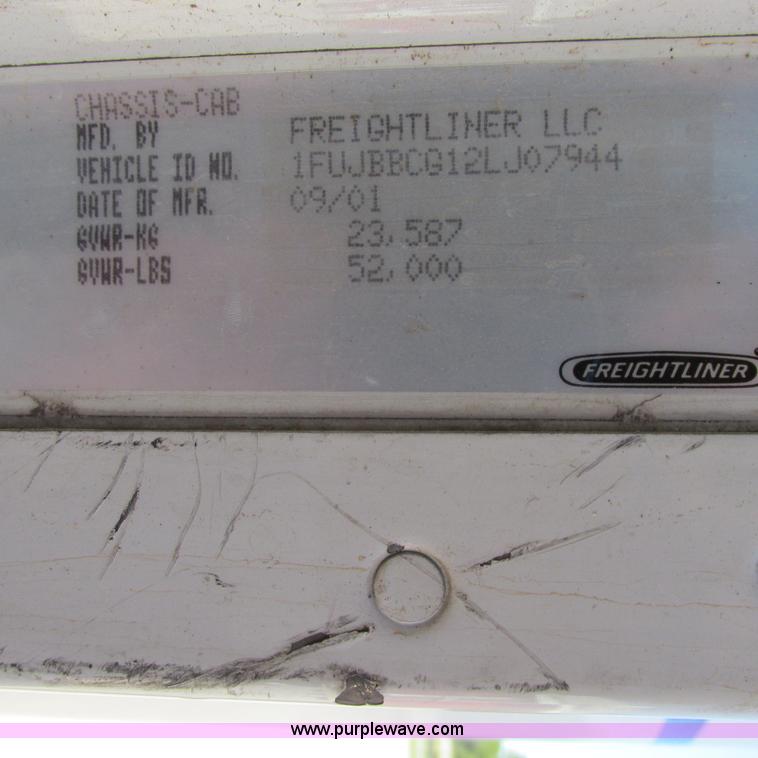 CHASSIS-CAB
MFD. BY FREIGHTLINER LLC
VEHICLE ID NO. 1FUJBBCG12LJ07944
DATE OF MFR. 09/01
GVWR-KG 23,587
GVWR-LBS 52,000
FREIGHTLINER
www.purplewave.com